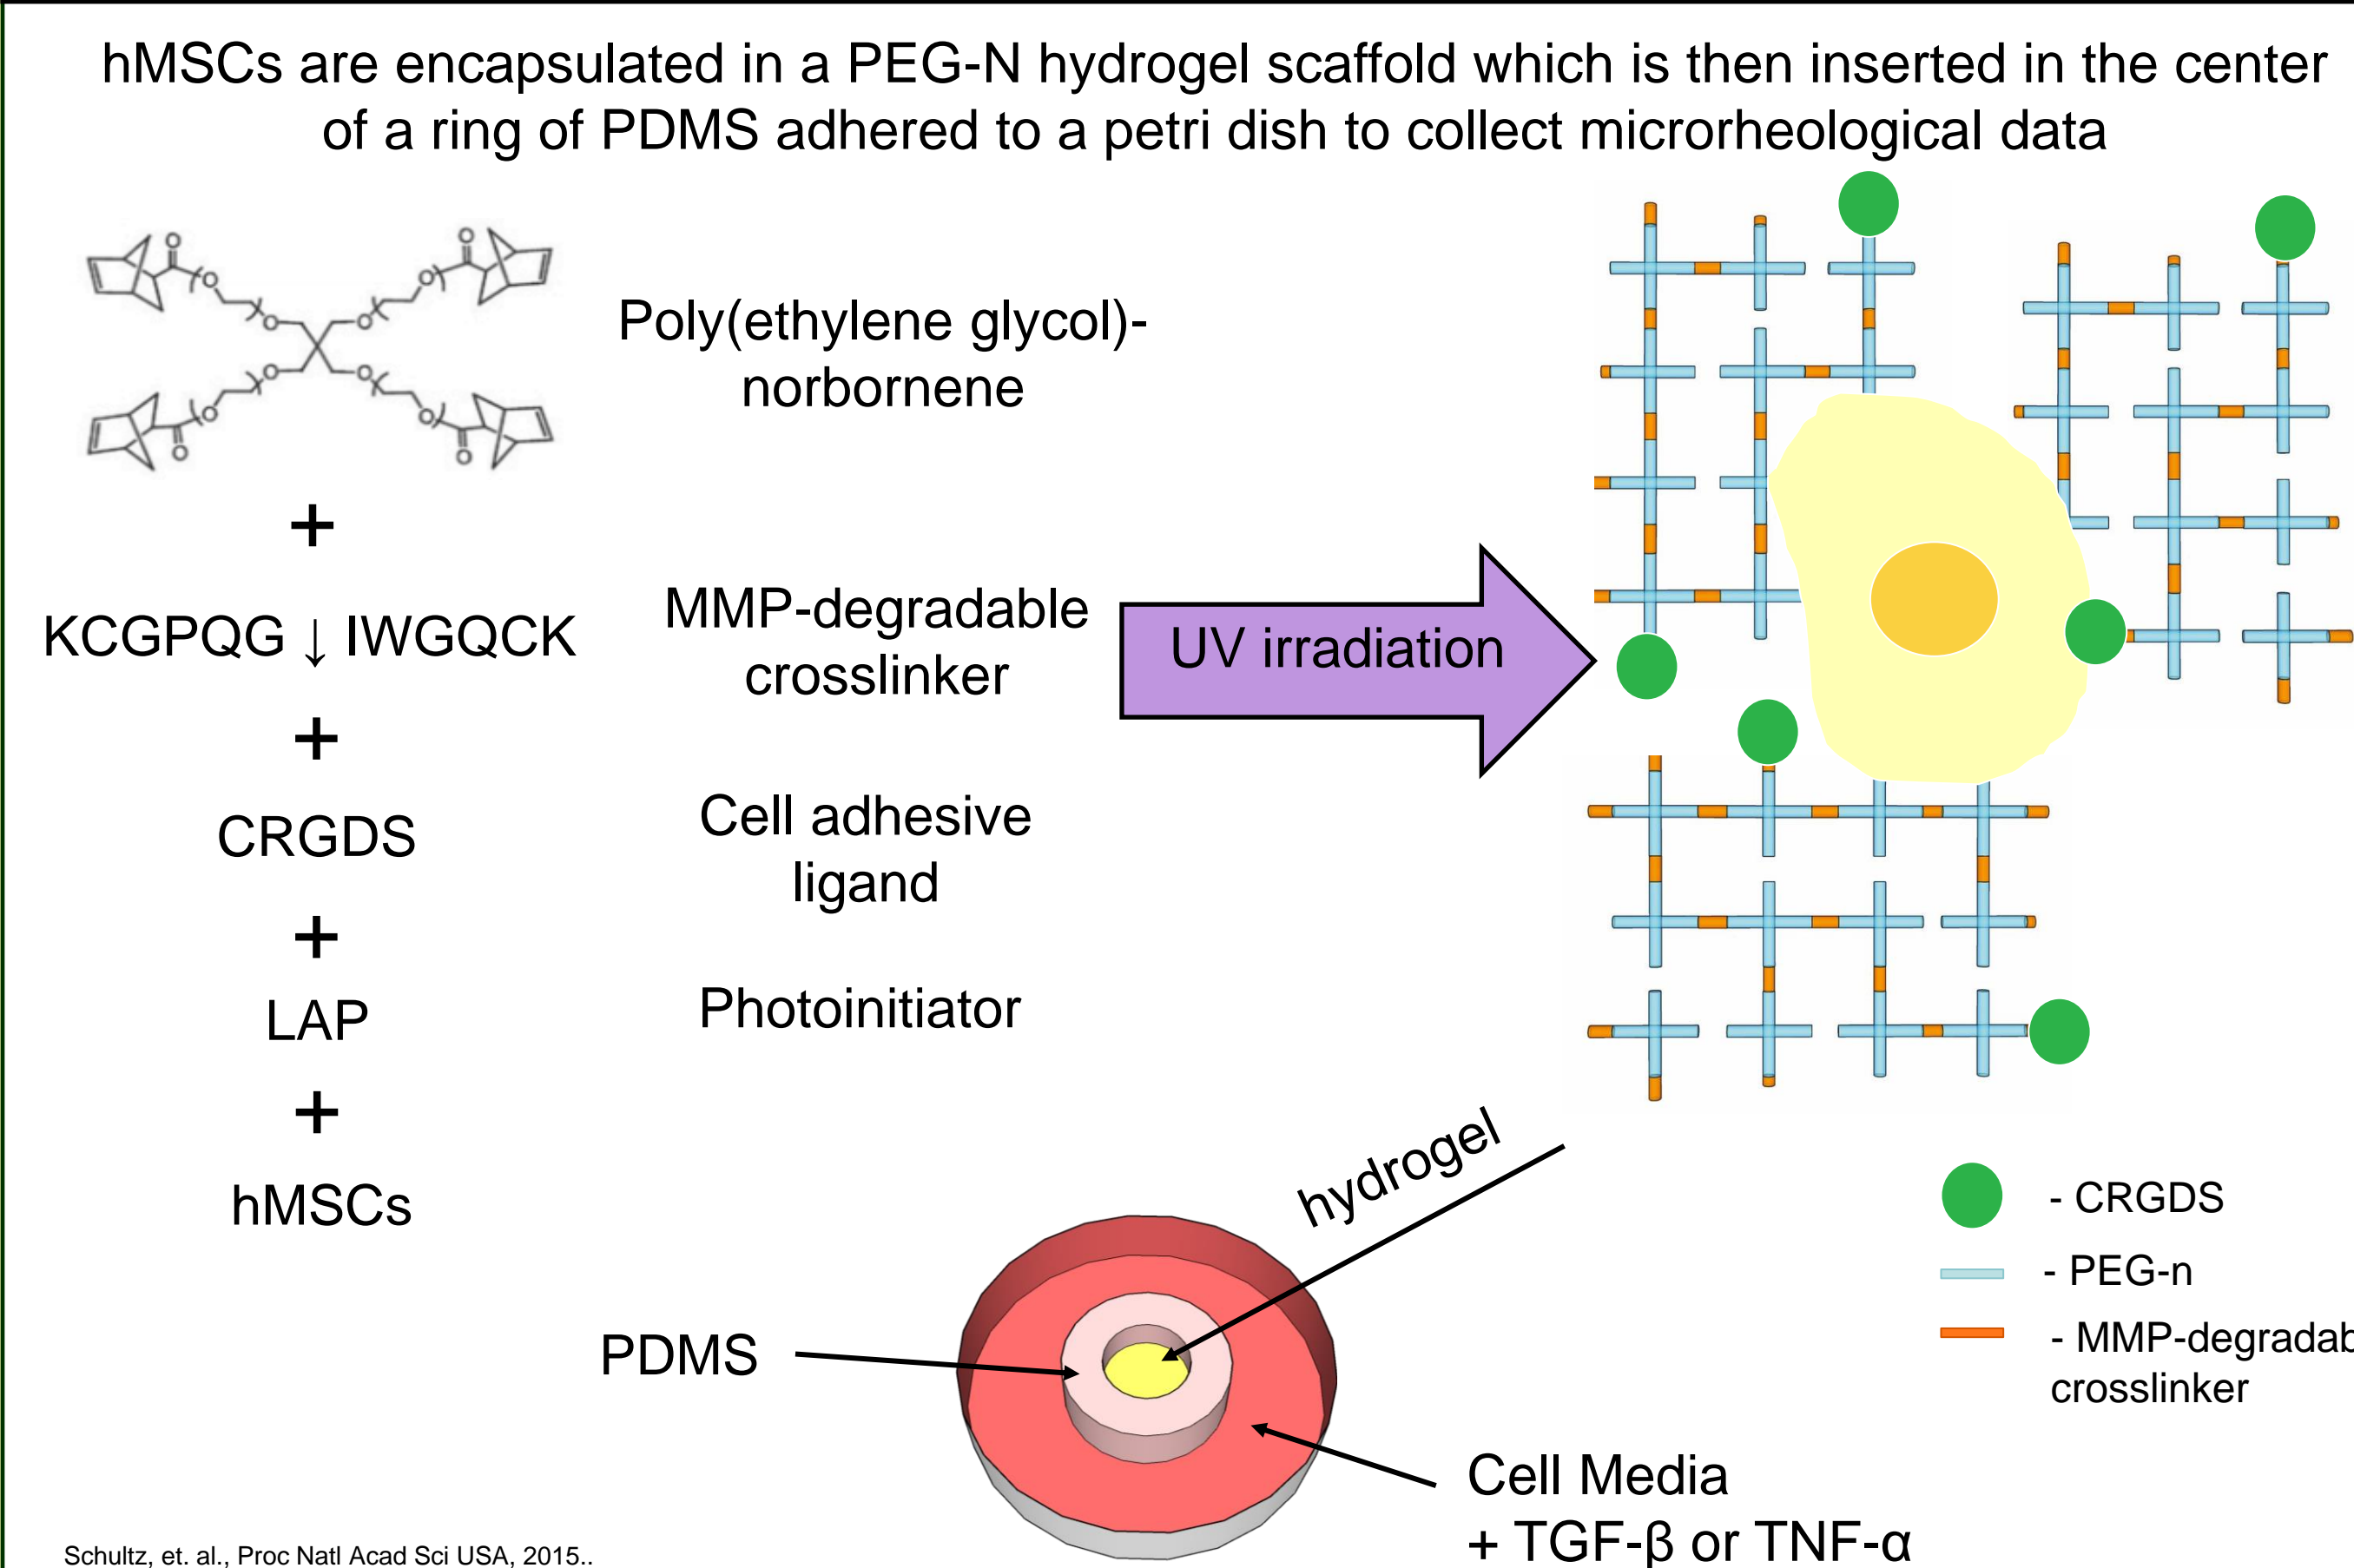 hMSCs are encapsulated in a PEG-N hydrogel scaffold which is then inserted in the center
of a ring of PDMS adhered to a petri dish to collect microrheological data
Poly(ethylene glycol)-
norbornene
+
KCGPQG ↓ IWGQCK
MMP-degradable
crosslinker
UV irradiation
+
CRGDS
Cell adhesive
ligand
+
LAP
Photoinitiator
+
hMSCs
hydrogel
PDMS
Cell Media
+ TGF-β or TNF-α
- CRGDS
- PEG-n
- MMP-degradab
crosslinker
Schultz, et. al., Proc Natl Acad Sci USA, 2015..